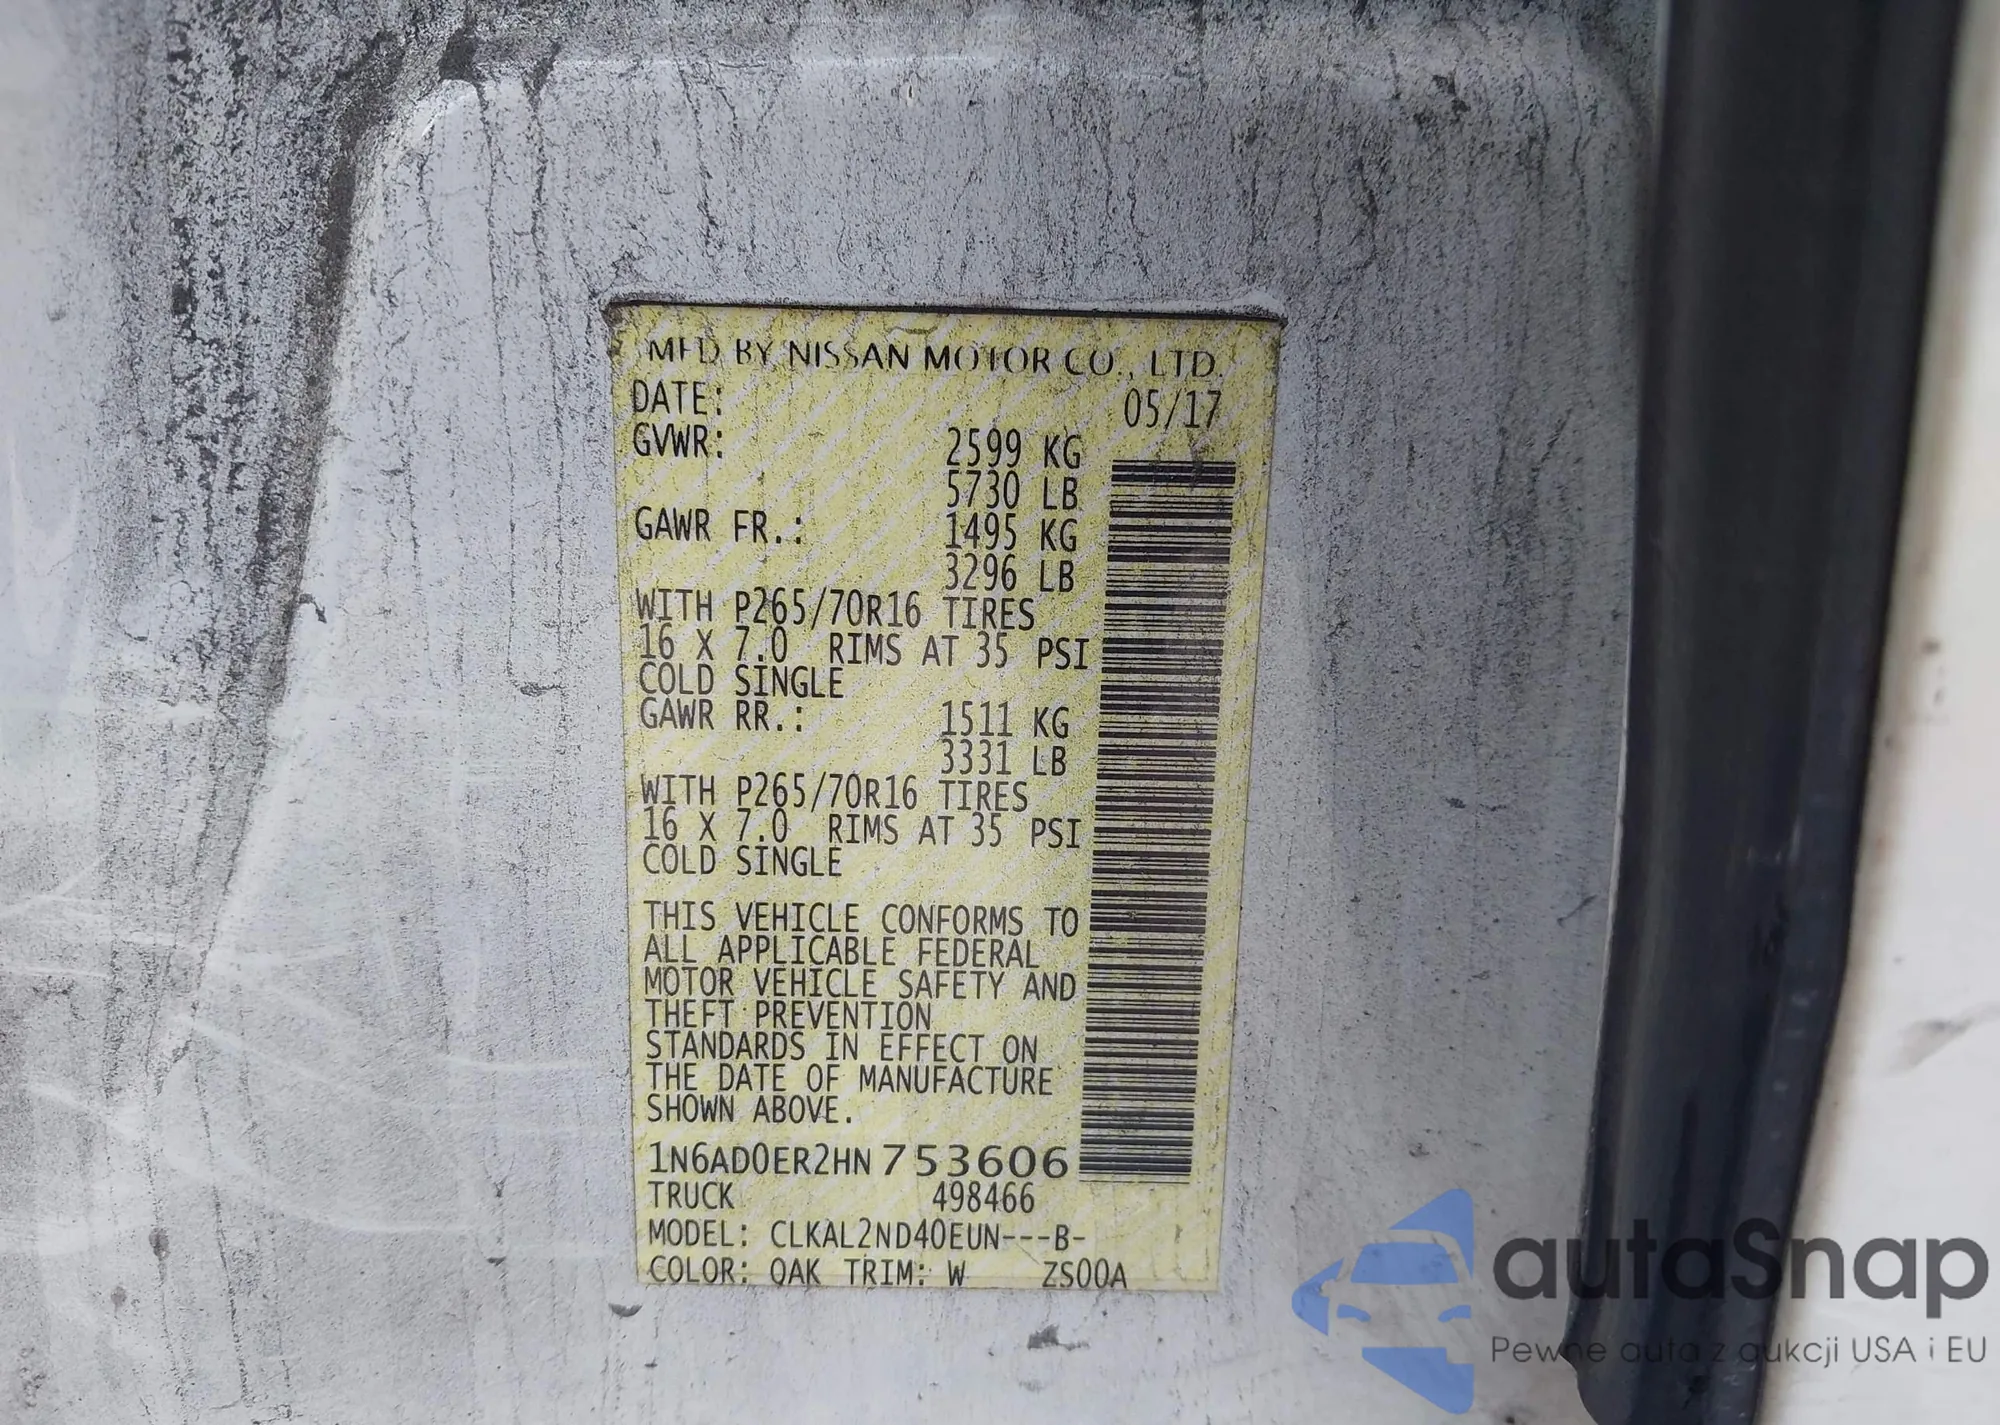 MFD BY NISSAN MOTOR CO., LTD.
DATE: 05/17
GVWR: 2599 KG
5730 LB
GAWR FR.: 1495 KG
3296 LB
WITH P265/70R16 TIRES
16 X 7.0 RIMS AT 35 PSI
COLD SINGLE
GAWR RR.: 1511 KG
3331 LB
WITH P265/70R16 TIRES
16 X 7.0 RIMS AT 35 PSI
COLD SINGLE
THIS VEHICLE CONFORMS TO
ALL APPLICABLE FEDERAL
MOTOR VEHICLE SAFETY AND
THEFT PREVENTION
STANDARDS IN EFFECT ON
THE DATE OF MANUFACTURE
SHOWN ABOVE.
1N6AD0ER2HN753606
TRUCK 498466
MODEL: CLKAL2ND40EUN---B-
COLOR: QAK TRIM: W ZS00A
autaSnap
Pewne auta z aukcji USA i EU